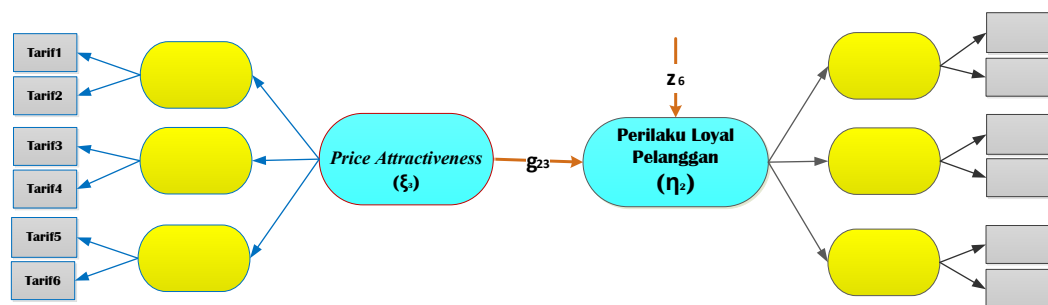 Tarif1
Tarif2
Tarif3
Tarif4
Tarif5
Tarif6
Price Attractiveness
(ξ₃)
g23
z6
Perilaku Loyal
Pelanggan
(η₂)